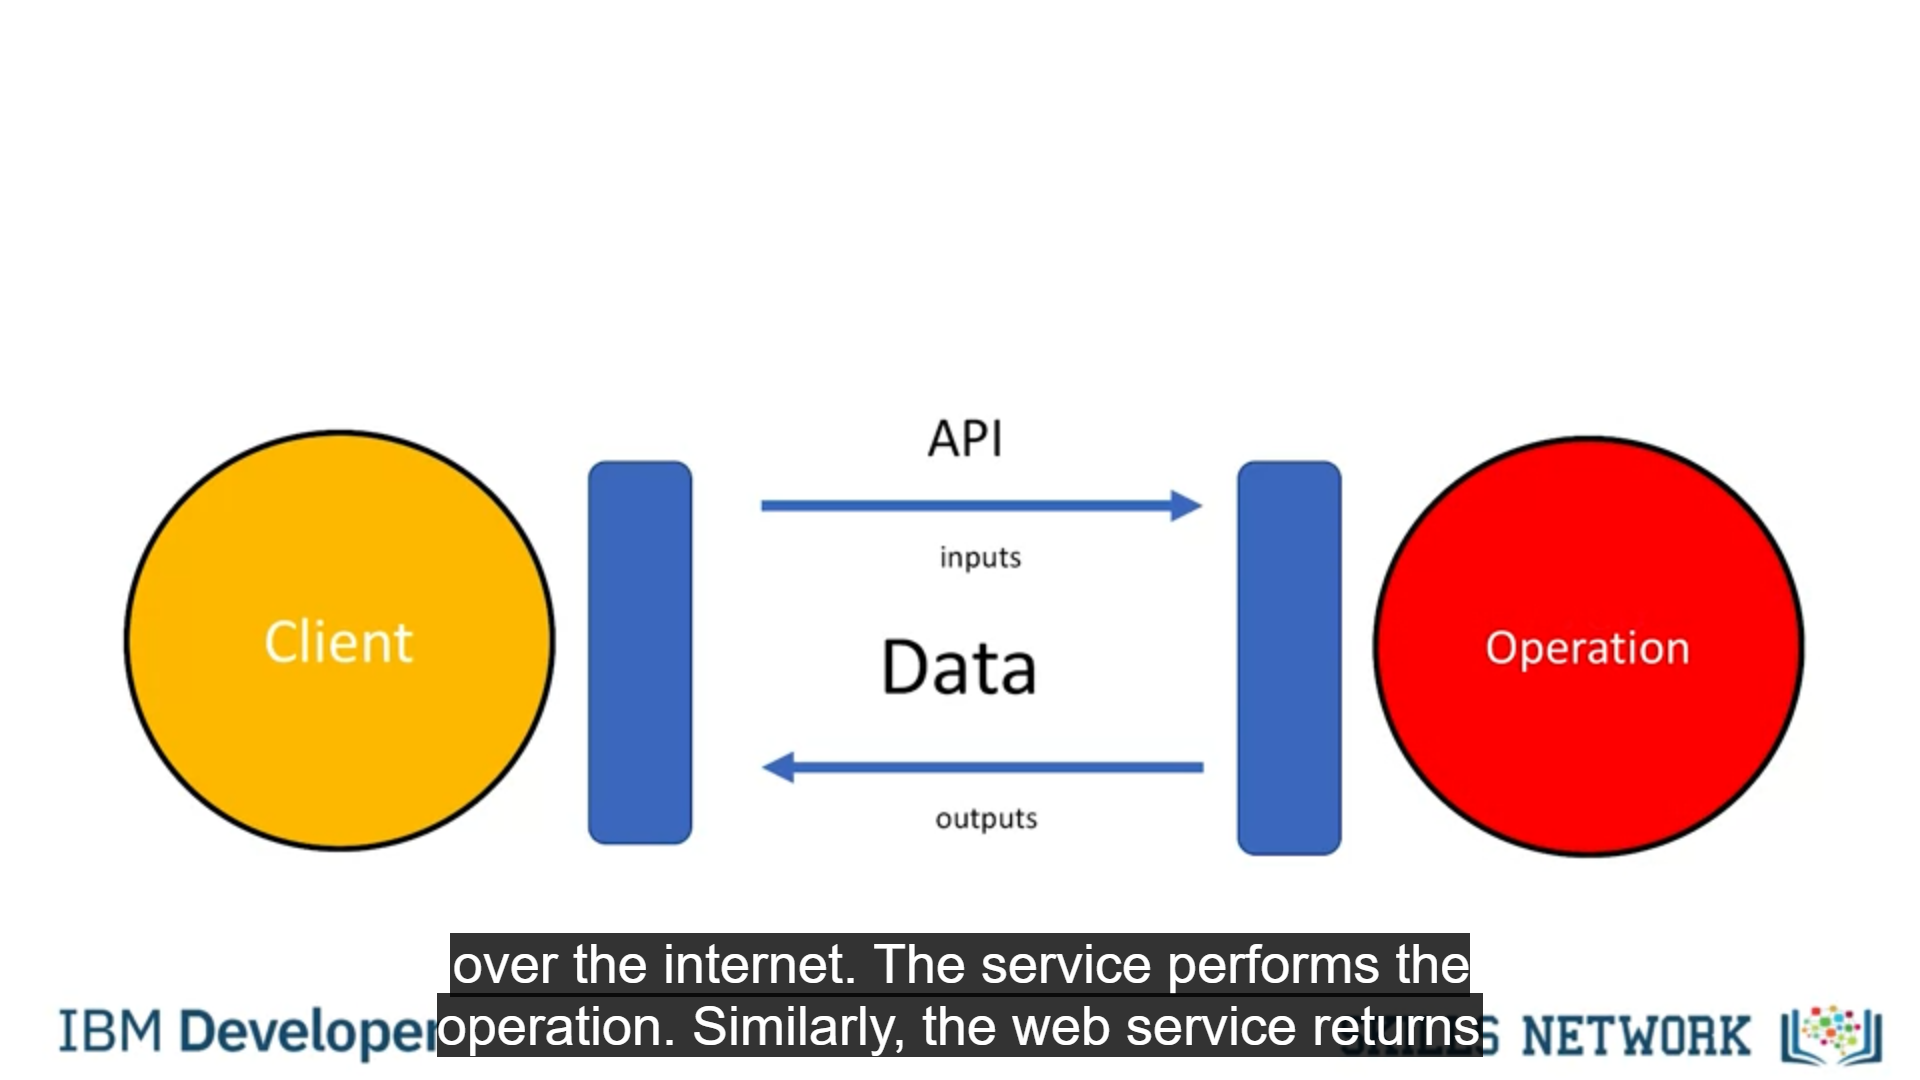 API
inputs
Client
Data
Operation
outputs
over the internet. The service performs the
operation. Similarly, the web service returns
IBM Developer
SKILLS NETWORK